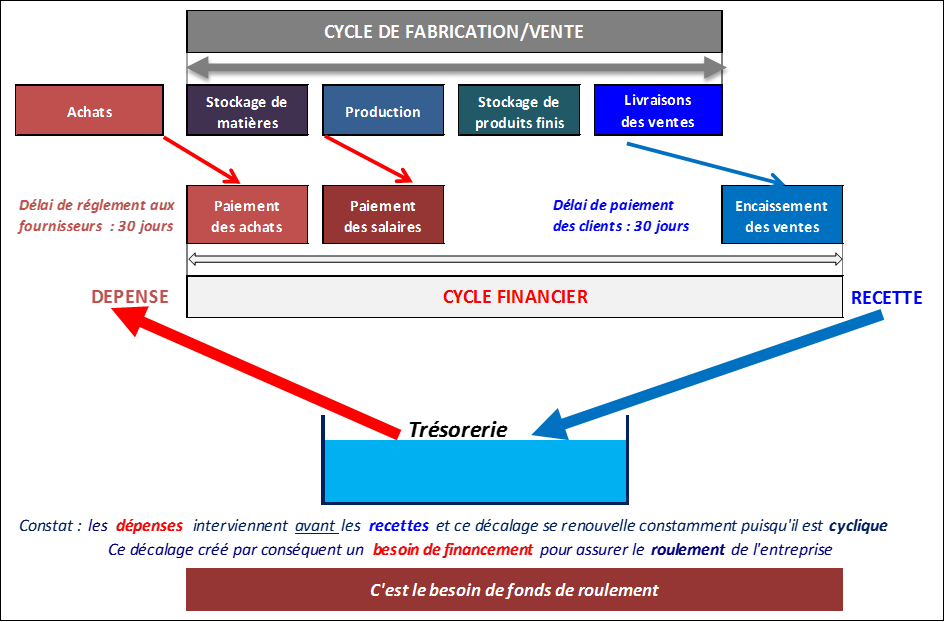 CYCLE DE FABRICATION/VENTE
Achats
Stockage de
matières
Production
Stockage de
produits finis
Livraisons
des ventes
Délai de réglement aux
fournisseurs : 30 jours
Paiement
des achats
Paiement
des salaires
Délai de paiement
des clients : 30 jours
Encaissement
des ventes
DEPENSE
CYCLE FINANCIER
RECETTE
Trésorerie
Constat : les dépenses interviennent avant les recettes et ce décalage se renouvelle constamment puisqu'il est cyclique
Ce décalage créé par conséquent un besoin de financement pour assurer le roulement de l'entreprise
C'est le besoin de fonds de roulement